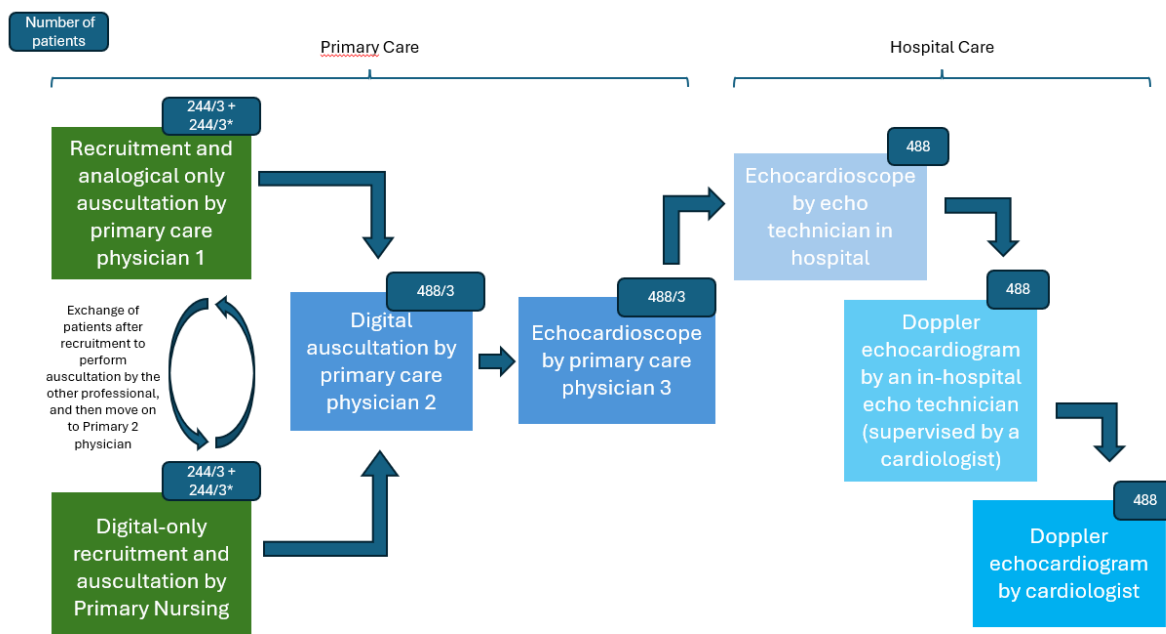 Number of
patients
Primary Care
Hospital Care
244/3 +
244/3*
Recruitment and
analogical only
auscultation by
primary care
physician 1
Exchange of
patients after
recruitment to
perform
auscultation by the
other professional,
and then move on
to Primary 2
physician
244/3 +
244/3*
Digital-only
recruitment and
auscultation by
Primary Nursing
488/3
Digital
auscultation by
primary care
physician 2
488/3
Echocardioscope
by primary care
physician 3
488
Echocardioscope
by echo
technician in
hospital
488
Doppler
echocardiogram
by an in-hospital
echo technician
(supervised by a
cardiologist)
488
Doppler
echocardiogram
by cardiologist